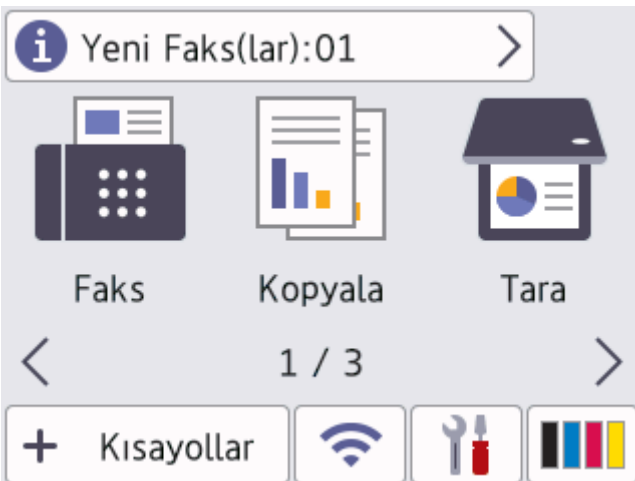 Yeni Faks(lar):01
Faks Kopyala Tara
1 / 3
+ Kısayollar